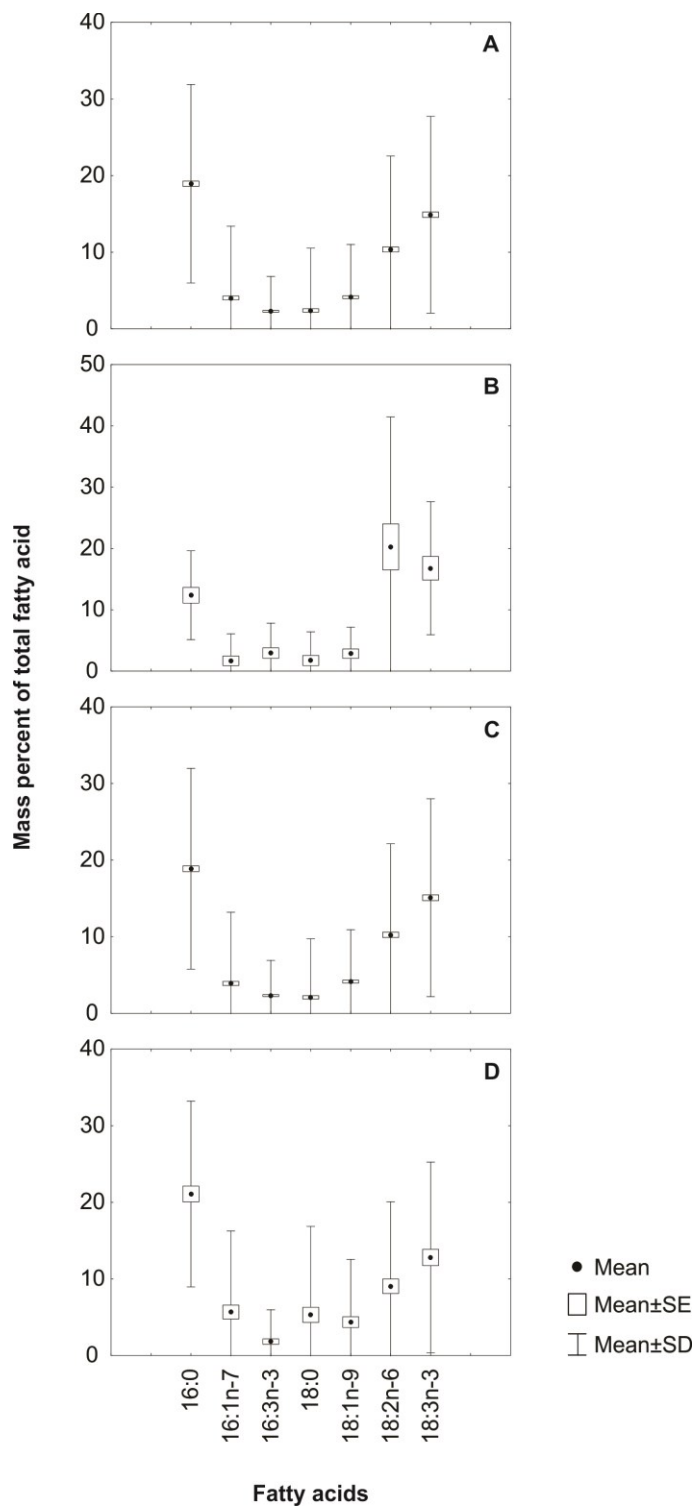 Mass percent of total fatty acid
A
40
30
20
10
0
B
50
40
30
20
10
0
C
40
30
20
10
0
D
40
30
20
10
0
16:0
16:1n-7
16:3n-3
18:0
18:1n-9
18:2n-6
18:3n-3
Fatty acids
Mean
Mean±SE
Mean±SD